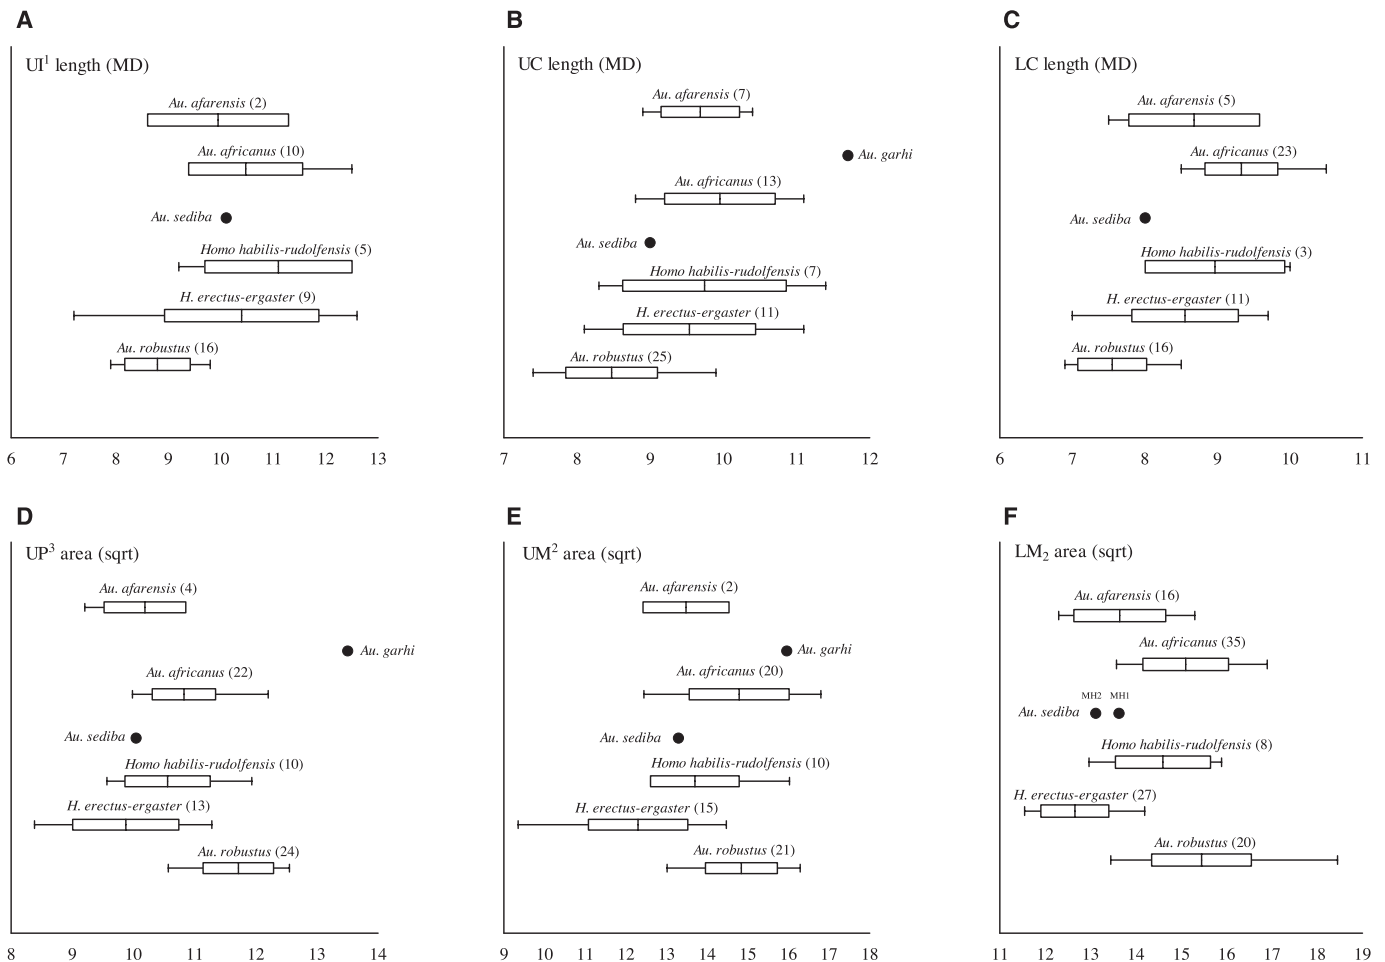 A
UI¹ length (MD)
Au. afarensis (2)
Au. africanus (10)
Au. sediba
Homo habilis-rudolfensis (5)
H. erectus-ergaster (9)
Au. robustus (16)
6 7 8 9 10 11 12 13
B
UC length (MD)
Au. afarensis (7)
Au. garhi
Au. africanus (13)
Au. sediba
Homo habilis-rudolfensis (7)
H. erectus-ergaster (11)
Au. robustus (25)
7 8 9 10 11 12
C
LC length (MD)
Au. afarensis (5)
Au. africanus (23)
Au. sediba
Homo habilis-rudolfensis (3)
H. erectus-ergaster (11)
Au. robustus (16)
6 7 8 9 10 11
D
UP³ area (sqrt)
Au. afarensis (4)
Au. garhi
Au. africanus (22)
Au. sediba
Homo habilis-rudolfensis (10)
H. erectus-ergaster (13)
Au. robustus (24)
8 9 10 11 12 13 14
E
UM² area (sqrt)
Au. afarensis (2)
Au. garhi
Au. africanus (20)
Au. sediba
Homo habilis-rudolfensis (10)
H. erectus-ergaster (15)
Au. robustus (21)
9 10 11 12 13 14 15 16 17 18
F
LM₂ area (sqrt)
Au. afarensis (16)
Au. africanus (35)
MH2 MH1
Au. sediba
Homo habilis-rudolfensis (8)
H. erectus-ergaster (27)
Au. robustus (20)
11 12 13 14 15 16 17 18 19